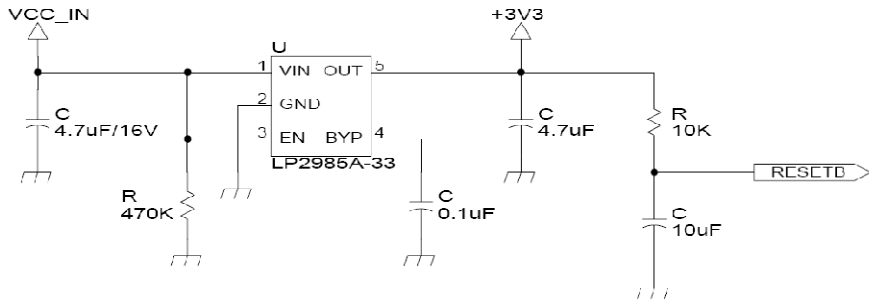 VCC_IN
+3V3
U
1 VIN OUT 5
2 GND
3 EN BYP 4
LP2985A-33
C
4.7uF/16V
R
470K
C
0.1uF
C
4.7uF
R
10K
RESETB
C
10uF